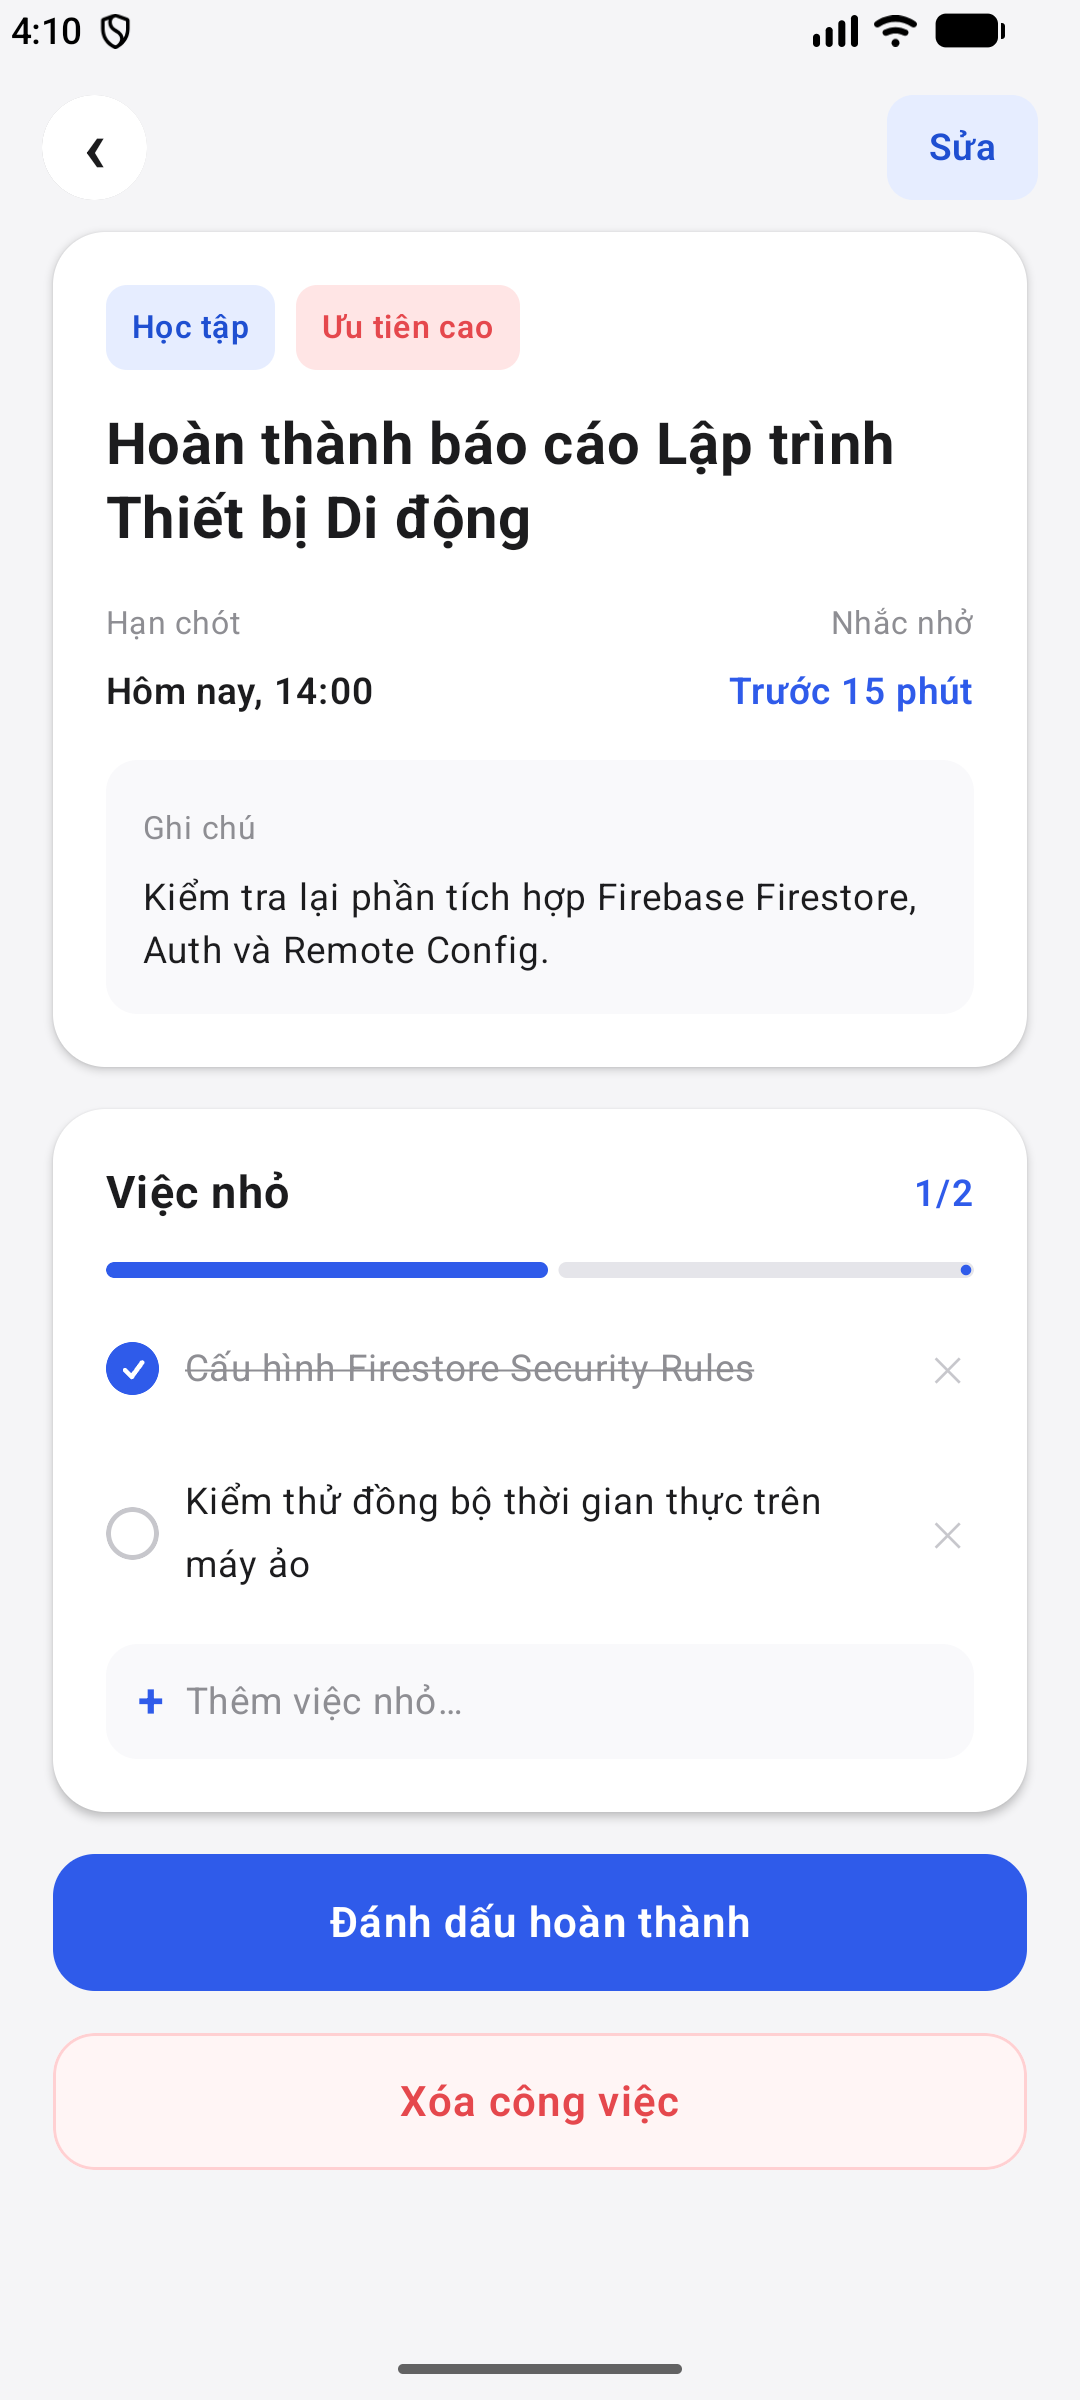 4:10
Sửa
Học tập
Ưu tiên cao
Hoàn thành báo cáo Lập trình
Thiết bị Di động
Hạn chót
Nhắc nhở
Hôm nay, 14:00
Trước 15 phút
Ghi chú
Kiểm tra lại phần tích hợp Firebase Firestore,
Auth và Remote Config.
Việc nhỏ
1/2
Cấu hình Firestore Security Rules
Kiểm thử đồng bộ thời gian thực trên
máy ảo
+ Thêm việc nhỏ...
Đánh dấu hoàn thành
Xóa công việc